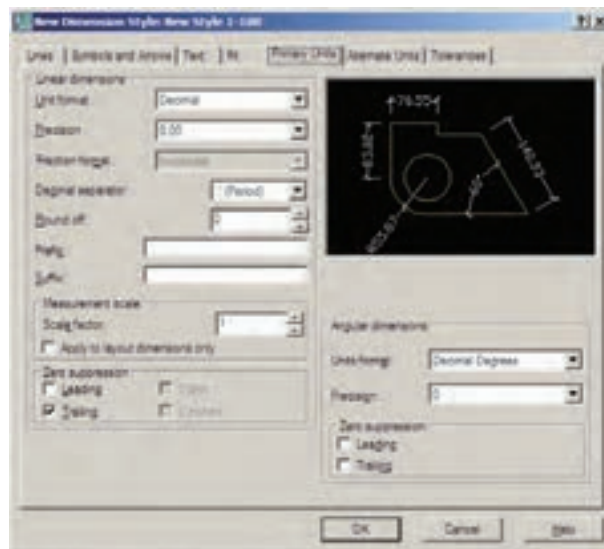 New Dimension Style: New Style 1-100
Lines Symbols and Arrows Text Fit Primary Units Alternate Units Tolerances
Linear dimensions
Unit format: Decimal
Precision 0.00
Fraction format:
Decimal separator: '.' (Period)
Round off: 0
Prefix:
Suffix:
Measurement scale
Scale factor: 1
Apply to layout dimensions only
Zero suppression
Leading
Trailing
Angular dimensions
Units format: Decimal Degrees
Precision: 0
Zero suppression
Leading
Trailing
OK Cancel Help